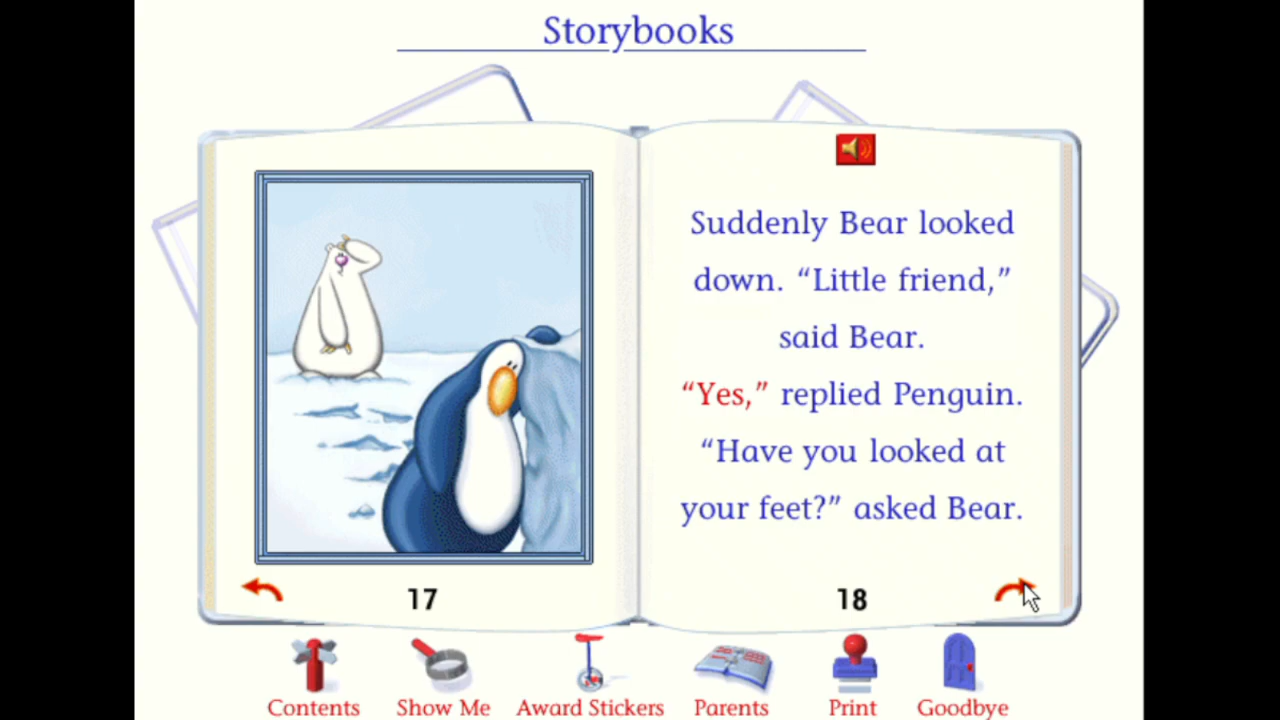 Storybooks
Suddenly Bear looked
down. “Little friend,”
said Bear.
“Yes,” replied Penguin.
“Have you looked at
your feet?” asked Bear.
17
18
Contents
Show Me
Award Stickers
Parents
Print
Goodbye